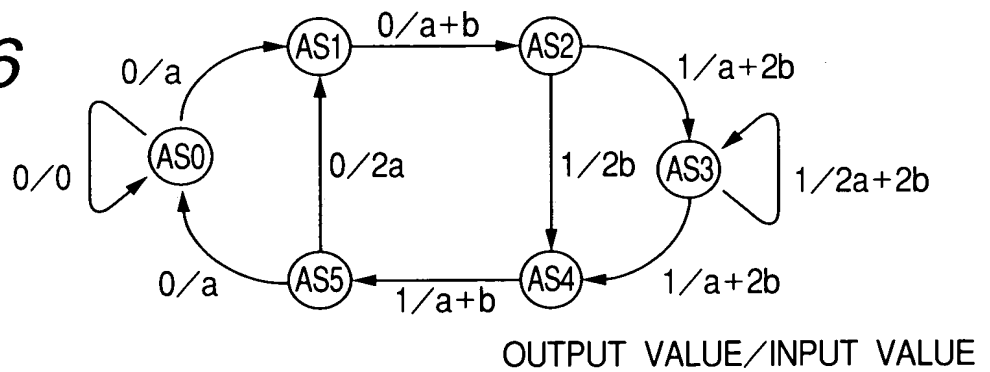 6
AS1
0/a+b
AS2
0/a
1/a+2b
AS0
0/0
0/2a
1/2b
AS3
1/2a+2b
0/a
AS5
1/a+b
AS4
1/a+2b
OUTPUT VALUE/INPUT VALUE